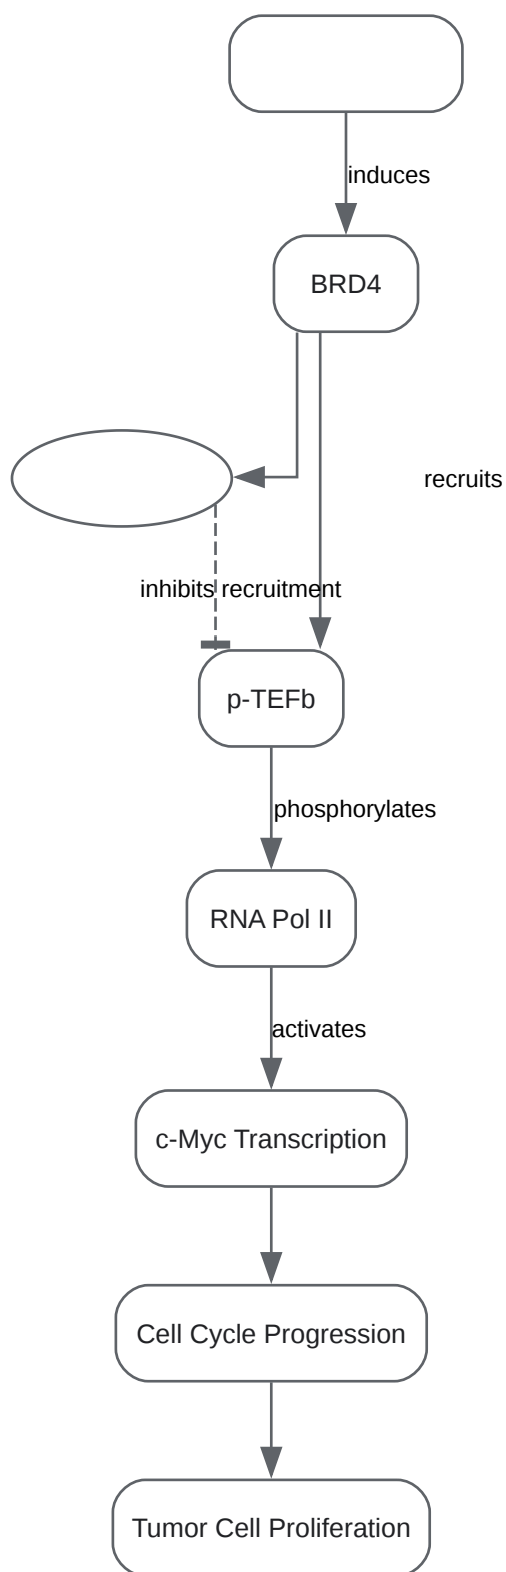 induces
BRD4
recruits
inhibits recruitment
p-TEFb
phosphorylates
RNA Pol II
activates
c-Myc Transcription
Cell Cycle Progression
Tumor Cell Proliferation